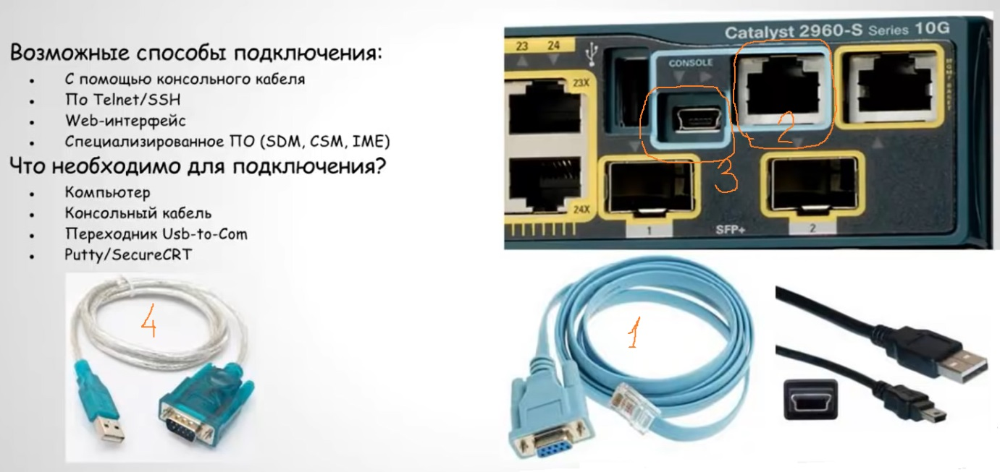 Возможные способы подключения:
• С помощью консольного кабеля
• По Telnet/SSH
• Web-интерфейс
• Специализированное ПО (SDM, CSM, IME)
Что необходимо для подключения?
• Компьютер
• Консольный кабель
• Переходник Usb-to-Com
• Putty/SecureCRT
4
Catalyst 2960-S Series 10G
23 24
CONSOLE
23X
MGMT BASET
2
3
24X
1 SFP+ 2
1